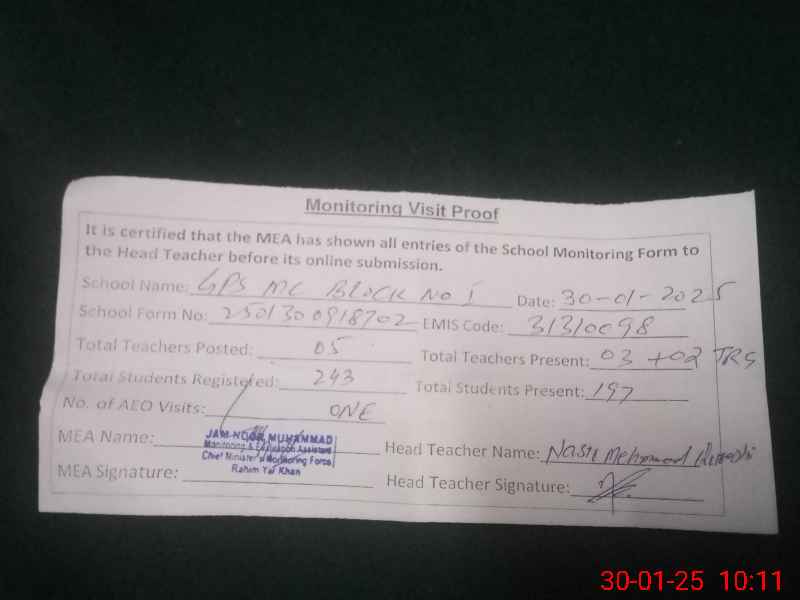 Monitoring Visit Proof
It is certified that the MEA has shown all entries of the School Monitoring Form to
the Head Teacher before its online submission.
School Name: GPS MC BLOCK No 1 Date: 30-01-2025
School Form No: 2501300918702 EMIS Code: 31310098
Total Teachers Posted: 05 Total Teachers Present: 03 +02 TRS
Total Students Registered: 243 Total Students Present: 197
No. of AEO Visits: ONE
MEA Name: JAM NOOR MUHAMMAD Head Teacher Name: Nasir
Monitoring & Evaluation Assistant
Chief Minister's Monitoring Force
Rahim Yar Khan
MEA Signature: Head Teacher Signature:
30-01-25 10:11